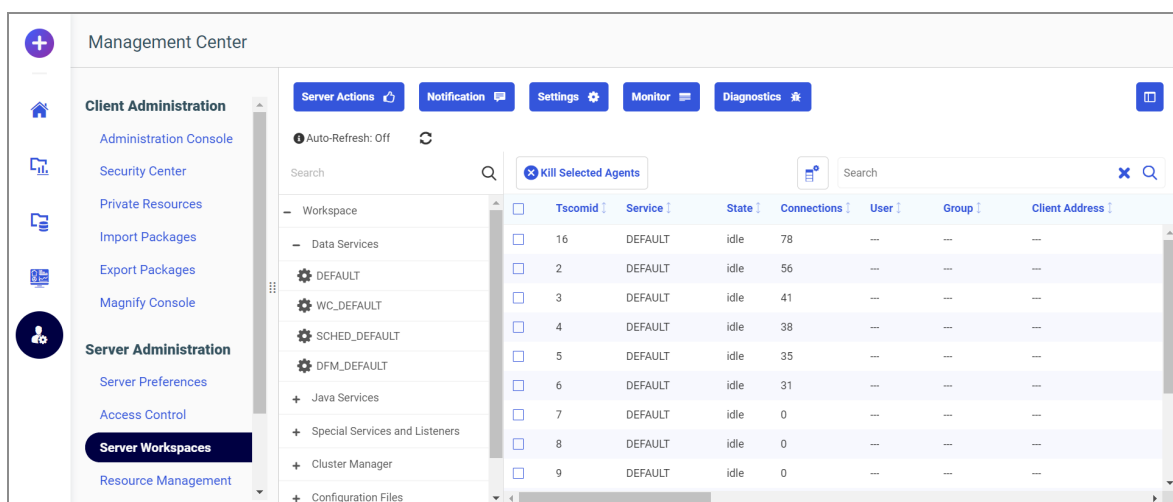 Management Center
Client Administration
Administration Console
Security Center
Private Resources
Import Packages
Export Packages
Magnify Console
Server Administration
Server Preferences
Access Control
Server Workspaces
Resource Management
Server Actions Notification Settings Monitor Diagnostics
Auto-Refresh: Off
Search
Workspace
Data Services
DEFAULT
WC_DEFAULT
SCHED_DEFAULT
DFM_DEFAULT
Java Services
Special Services and Listeners
Cluster Manager
Configuration Files
Kill Selected Agents Search
Tscomid Service State Connections User Group Client Address
16 DEFAULT idle 78 --- --- ---
2 DEFAULT idle 56 --- --- ---
3 DEFAULT idle 41 --- --- ---
4 DEFAULT idle 38 --- --- ---
5 DEFAULT idle 35 --- --- ---
6 DEFAULT idle 31 --- --- ---
7 DEFAULT idle 0 --- --- ---
8 DEFAULT idle 0 --- --- ---
9 DEFAULT idle 0 --- --- ---